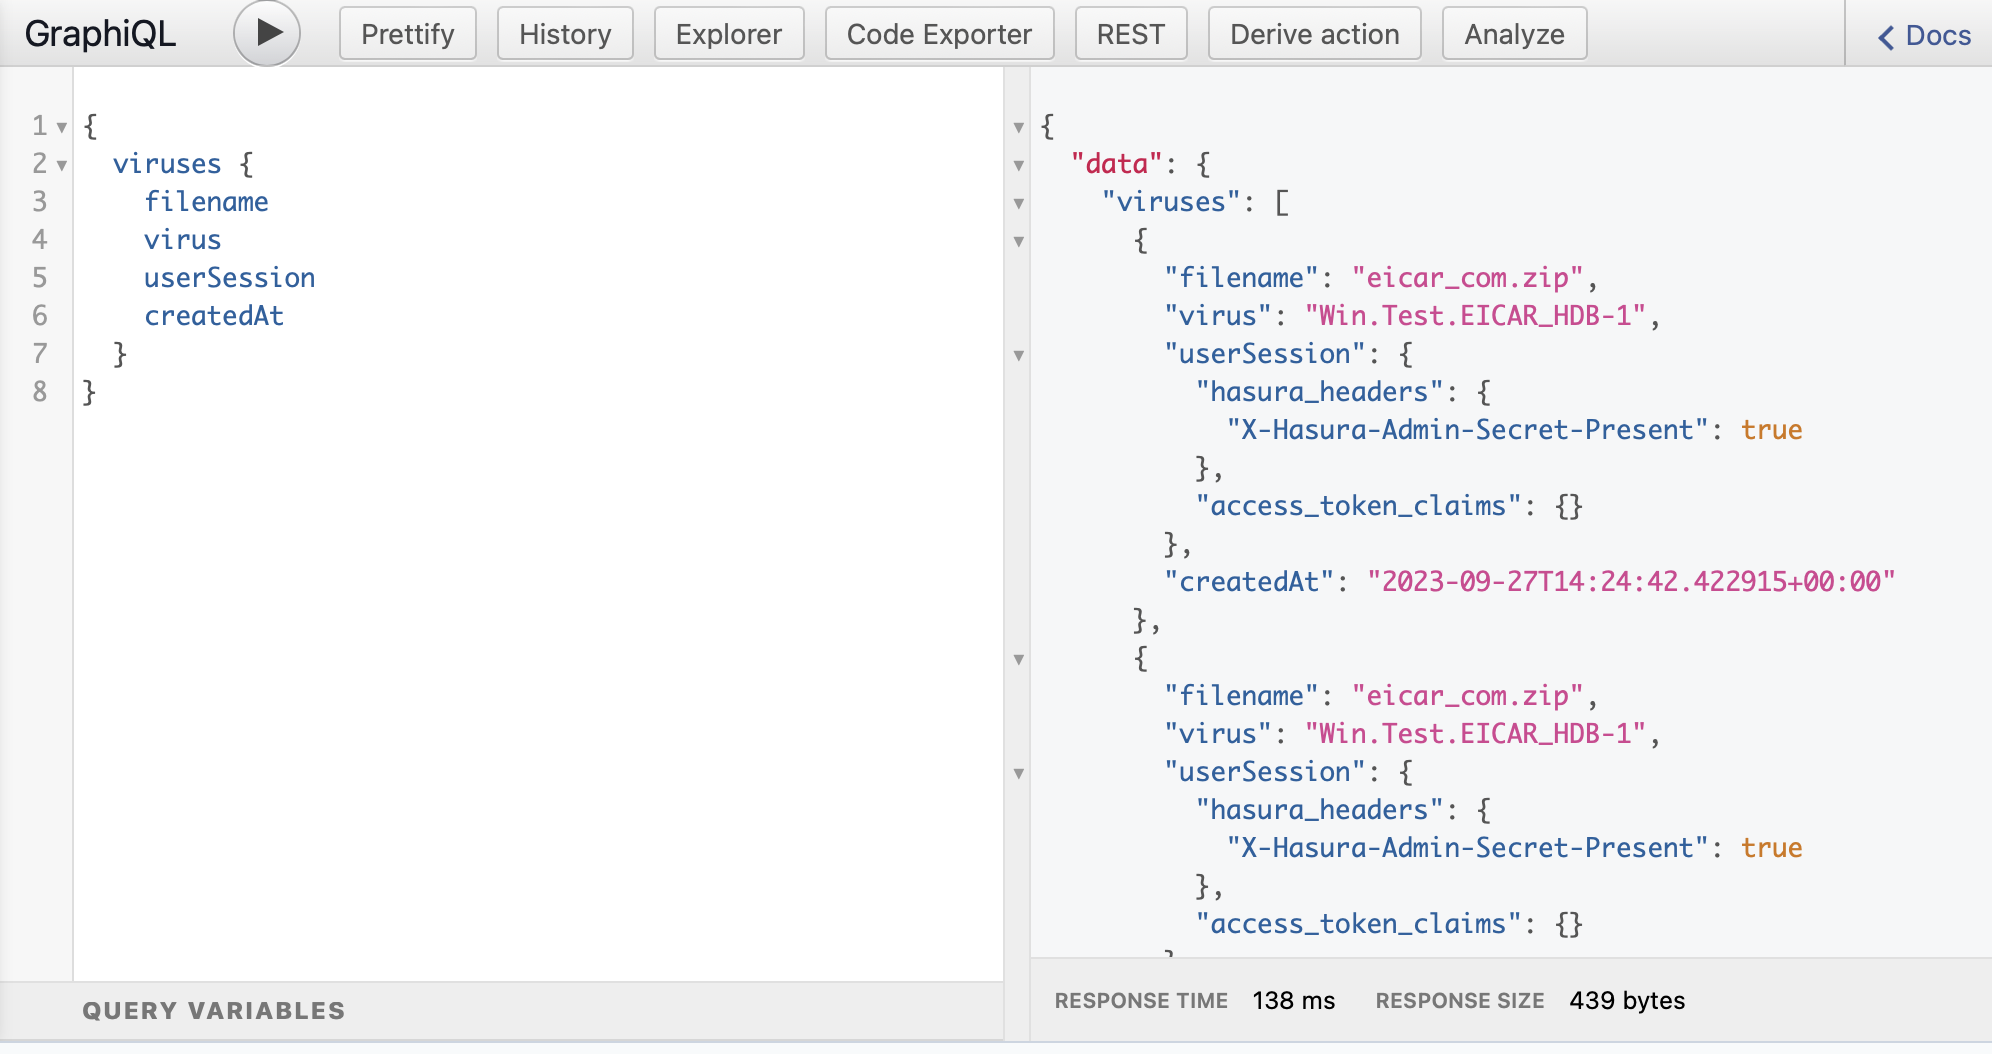 GraphiQL Prettify History Explorer Code Exporter REST Derive action Analyze Docs
1 {
2 viruses {
3 filename
4 virus
5 userSession
6 createdAt
7 }
8 }
QUERY VARIABLES
{
"data": {
"viruses": [
{
"filename": "eicar_com.zip",
"virus": "Win.Test.EICAR_HDB-1",
"userSession": {
"hasura_headers": {
"X-Hasura-Admin-Secret-Present": true
},
"access_token_claims": {}
},
"createdAt": "2023-09-27T14:24:42.422915+00:00"
},
{
"filename": "eicar_com.zip",
"virus": "Win.Test.EICAR_HDB-1",
"userSession": {
"hasura_headers": {
"X-Hasura-Admin-Secret-Present": true
},
"access_token_claims": {}
RESPONSE TIME 138 ms RESPONSE SIZE 439 bytes